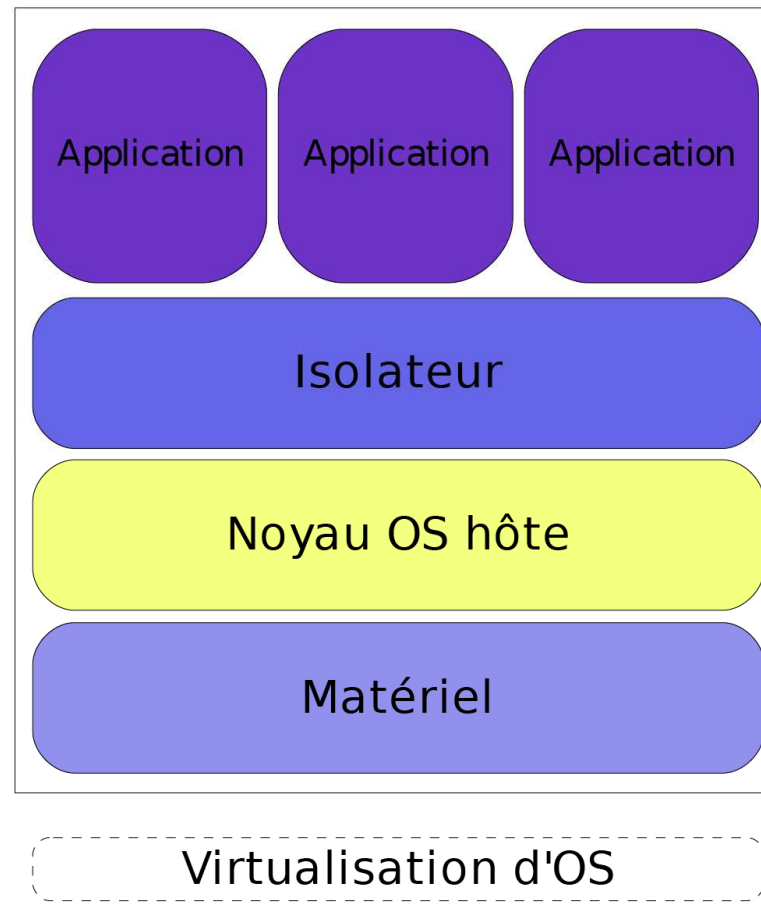 Application Application Application
Isolateur
Noyau OS hôte
Matériel
Virtualisation d'OS